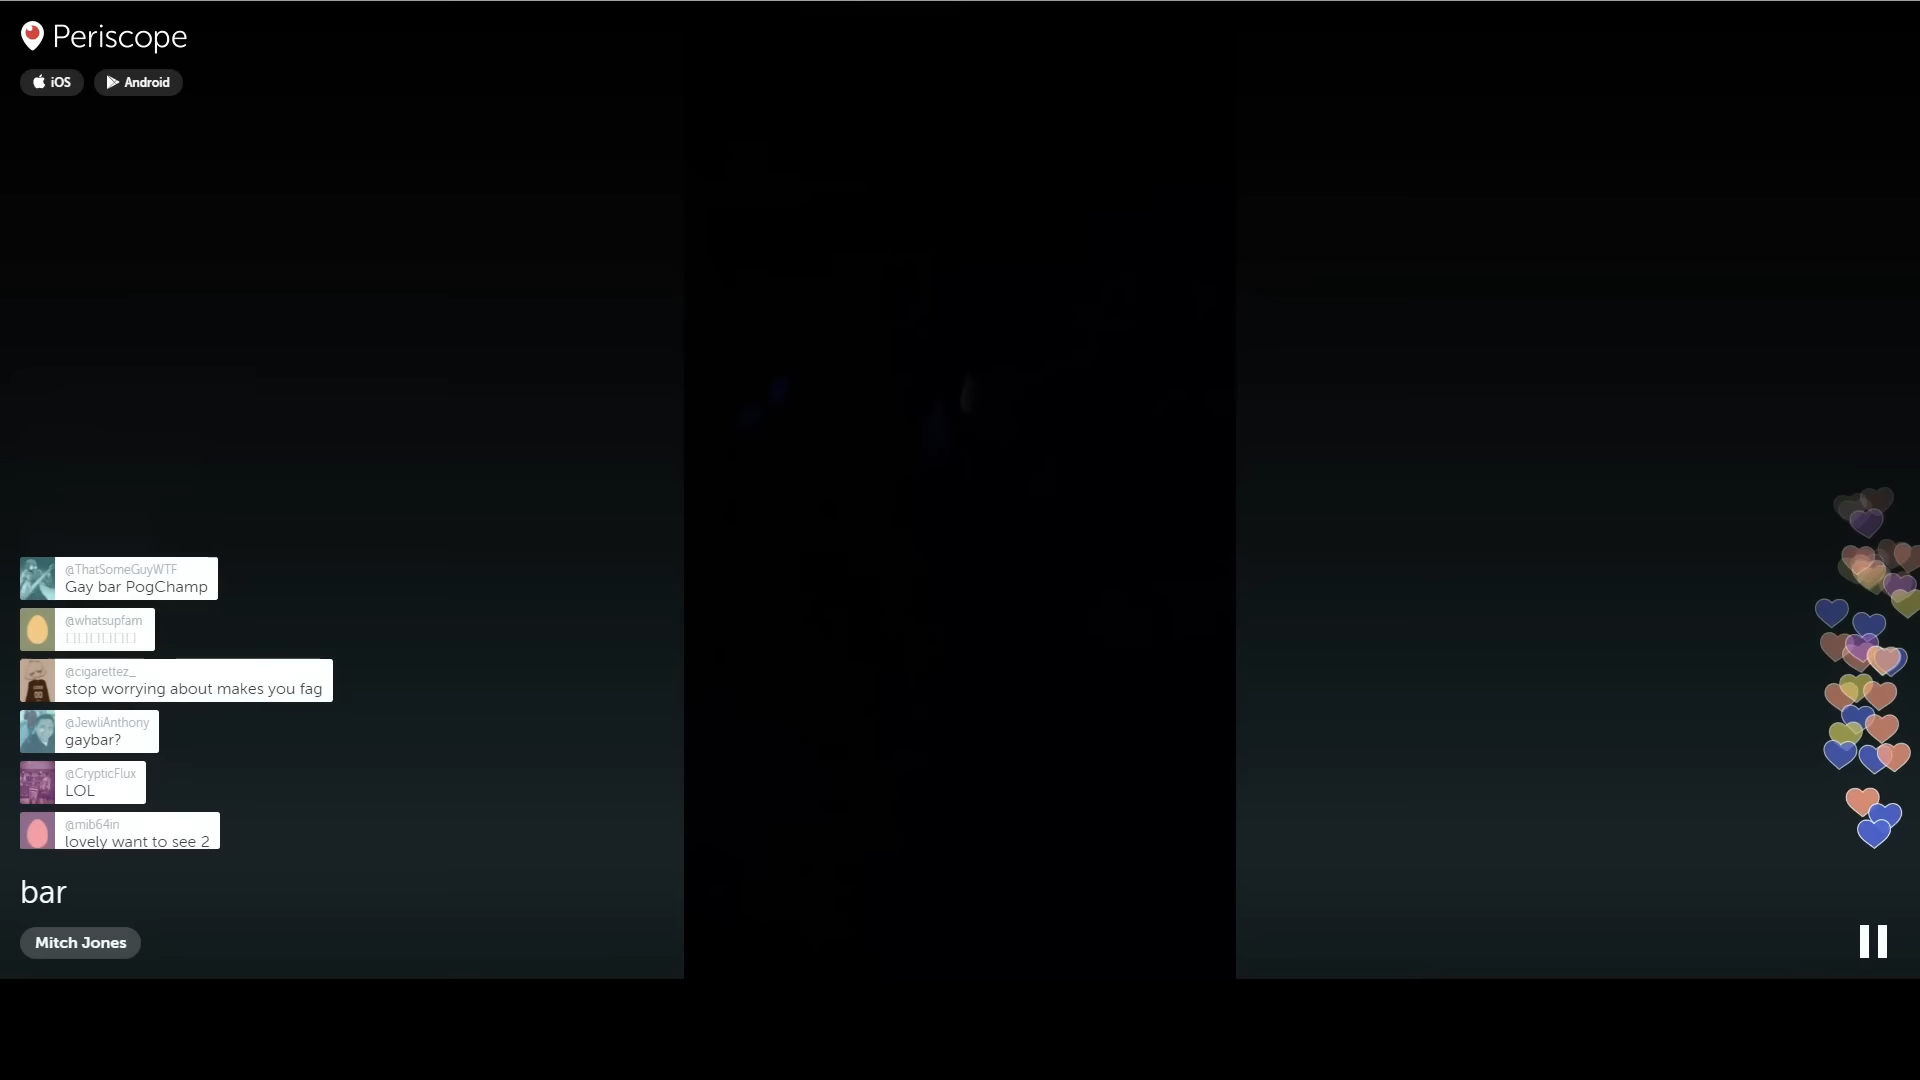 Periscope
iOS
Android
@ThatSomeGuyWTF
Gay bar PogChamp
@whatsupfam
@cigarettez_
stop worrying about makes you fag
@JewliAnthony
gaybar?
@CrypticFlux
LOL
@mib64in
lovely want to see 2
bar
Mitch Jones